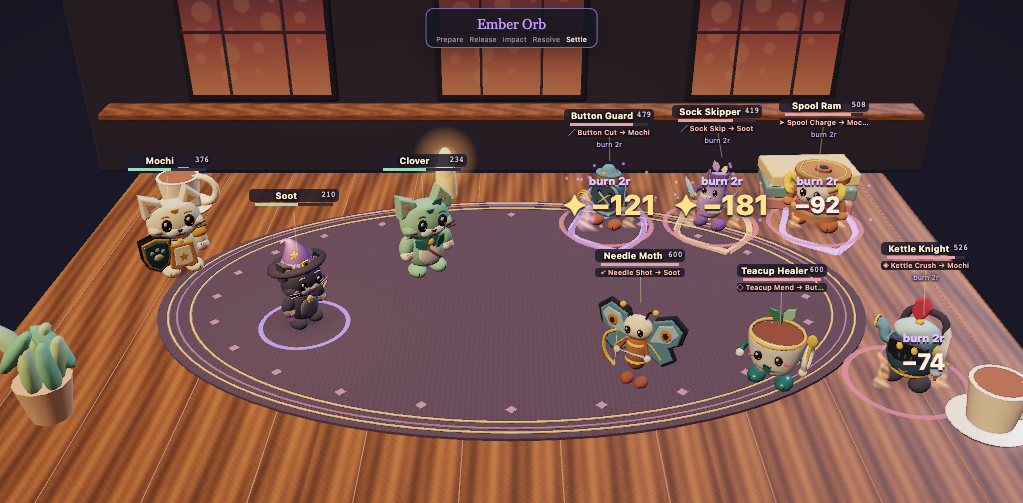 Ember Orb
Prepare Release Impact Resolve Settle
Button Guard 479
Button Cut → Mochi
burn 2r
Sock Skipper 419
Sock Skip → Soot
burn 2r
Spool Ram 508
Spool Charge → Moc...
burn 2r
Mochi 376
Soot 210
Clover 234
burn 2r
−121
burn 2r
−181
burn 2r
−92
Needle Moth 600
Needle Shot → Soot
Teacup Healer 600
Teacup Mend → But...
Kettle Knight 526
Kettle Crush → Mochi
burn 2r
burn 2r
−74